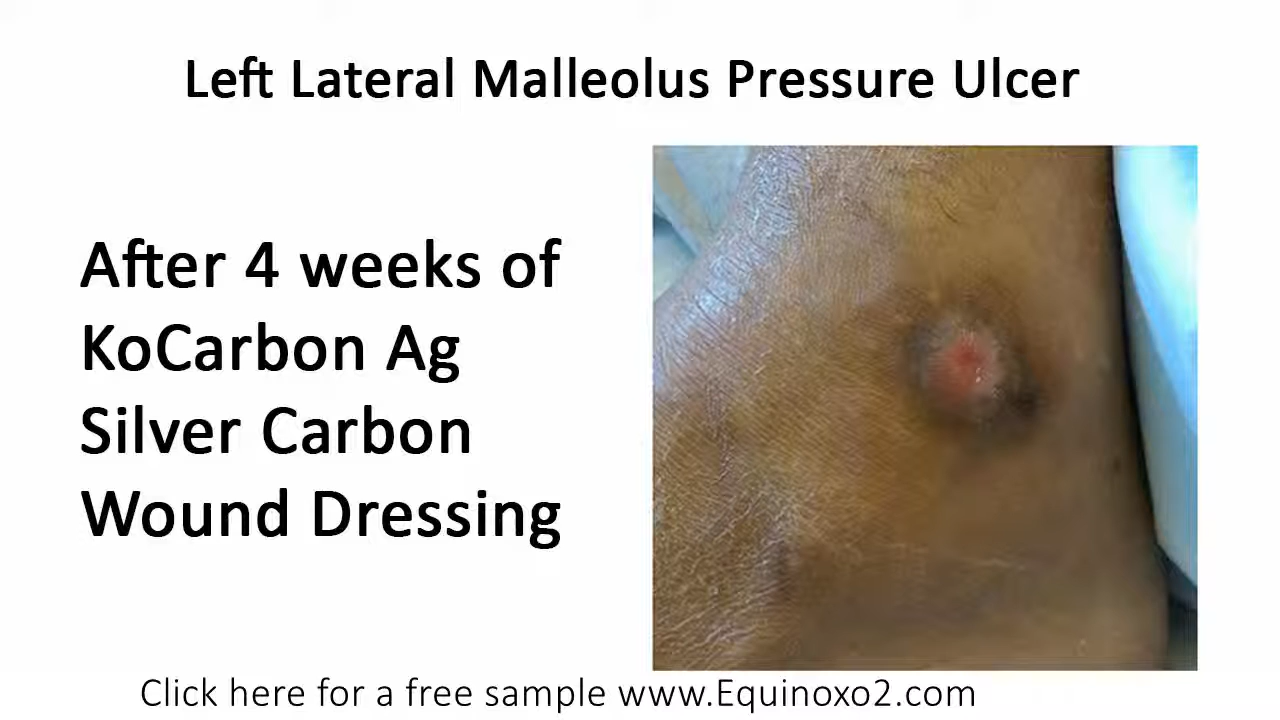 Left Lateral Malleolus Pressure Ulcer
After 4 weeks of
KoCarbon Ag
Silver Carbon
Wound Dressing
Click here for a free sample www.Equinoxo2.com